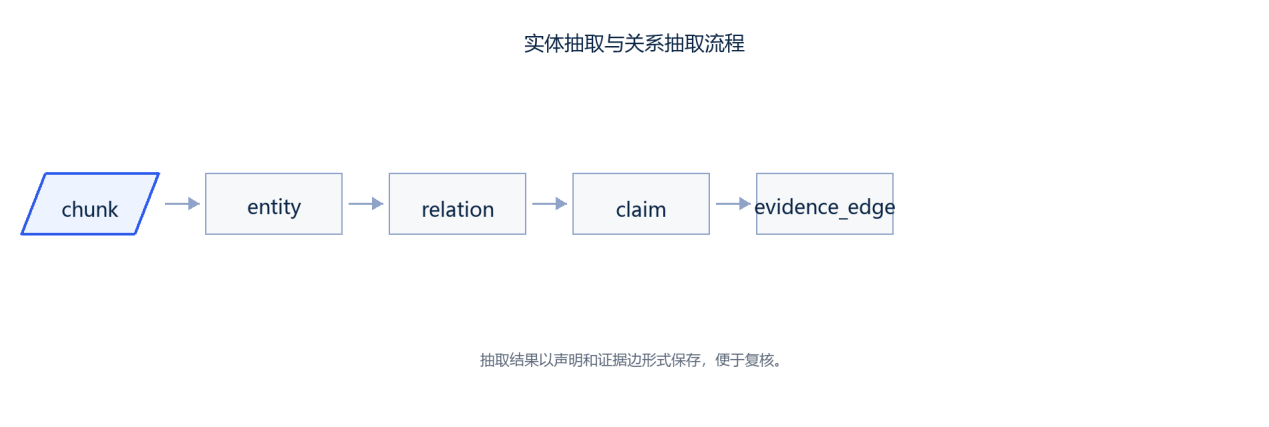 实体抽取与关系抽取流程
chunk
entity
relation
claim
evidence_edge
抽取结果以声明和证据边形式保存，便于复核。